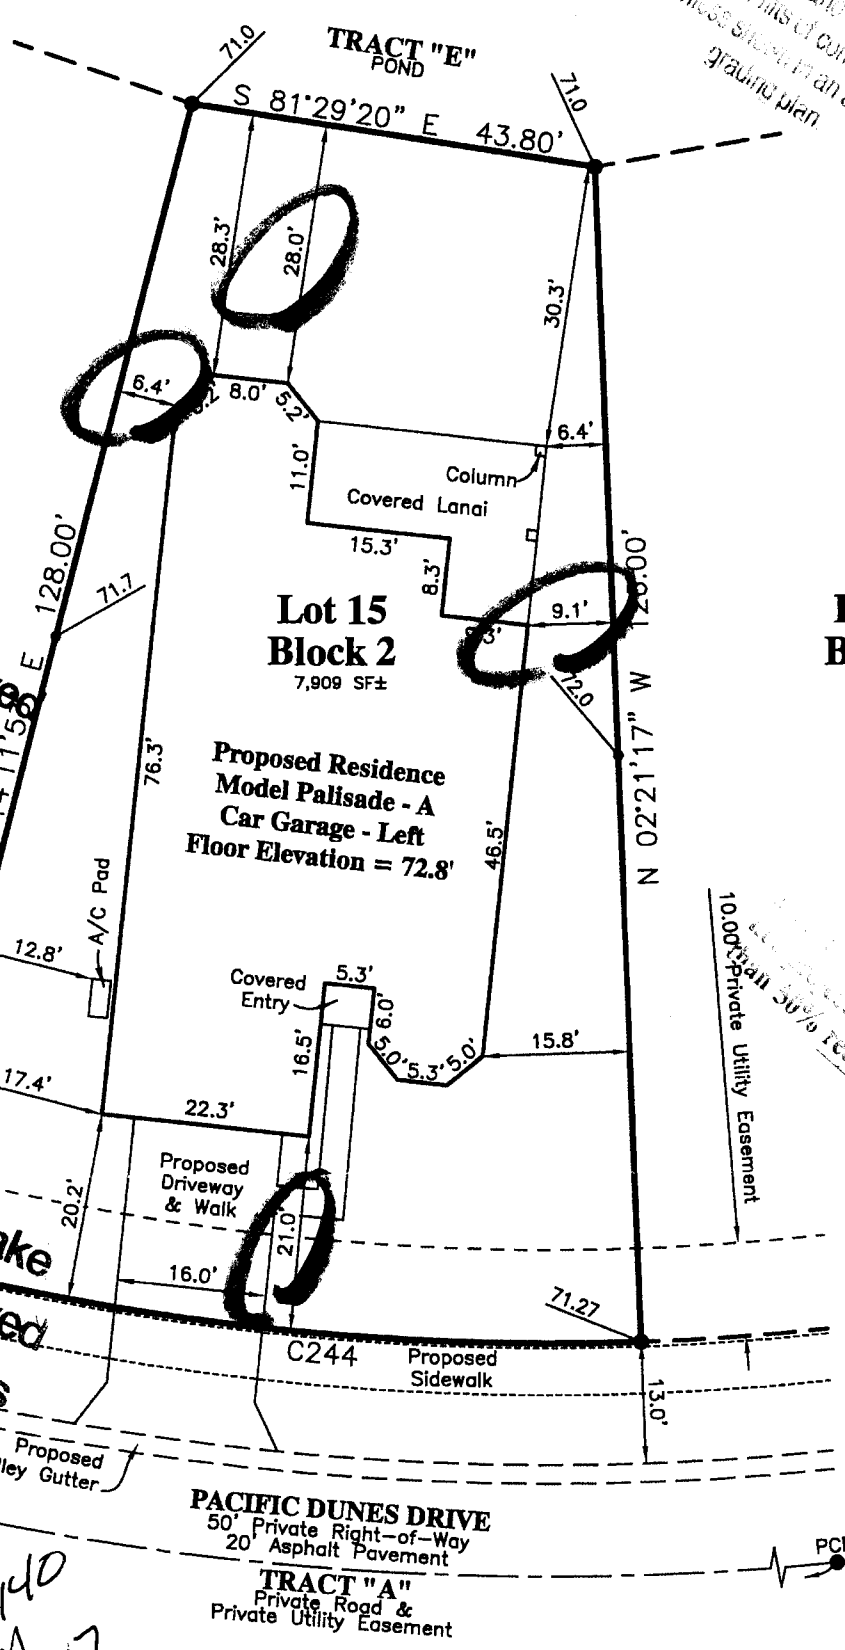 TRACT "E"
POND
71.0
71.0
S 81°29'20" E 43.80'
grading plan.
28.3'
28.0'
30.3'
6.4'
8.0'
5.2'
6.4'
11.0'
Column
Covered Lanai
15.3'
8.3'
128.00'
71.7
E
9.1'
Lot 15
Block 2
7,909 SF±
72.0
N 02°21'17" W
76.3'
Proposed Residence
Model Palisade - A
Car Garage - Left
Floor Elevation = 72.8'
46.5'
A/C Pad
12.8'
Covered
Entry
5.3'
6.0'
16.5'
5.0'
5.3'
5.0'
15.8'
10.00' Private Utility Easement
than 50%
17.4'
22.3'
Proposed
Driveway
& Walk
20.2'
21.0'
16.0'
71.27
C244
Proposed
Sidewalk
13.0'
Proposed
Gutter
PACIFIC DUNES DRIVE
50' Private Right-of-Way
20' Asphalt Pavement
TRACT "A"
Private Road &
Private Utility Easement